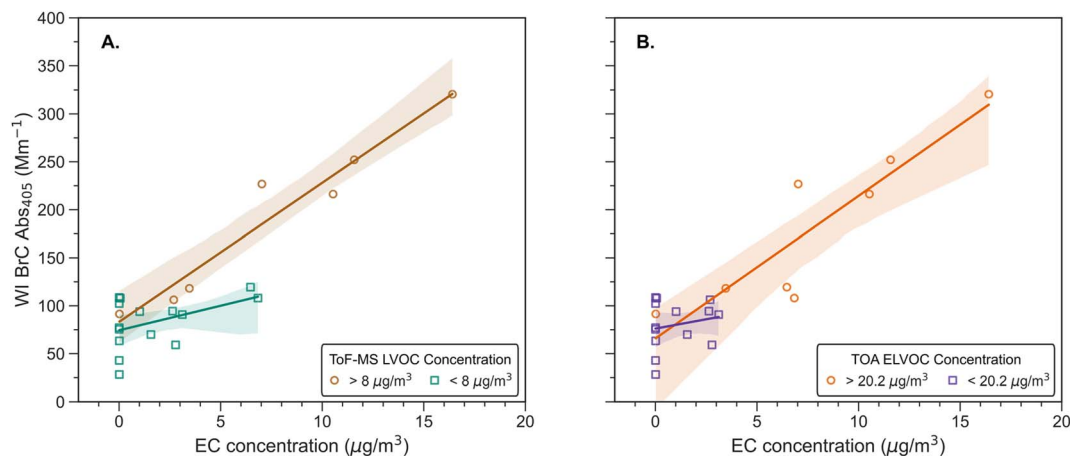 A.
B.
WI BrC Abs₄₀₅ (Mm⁻¹)
400
350
300
250
200
150
100
50
0
ToF-MS LVOC Concentration
> 8 μg/m³ < 8 μg/m³
TOA ELVOC Concentration
> 20.2 μg/m³ < 20.2 μg/m³
0 5 10 15 20
0 5 10 15 20
EC concentration (μg/m³)
EC concentration (μg/m³)